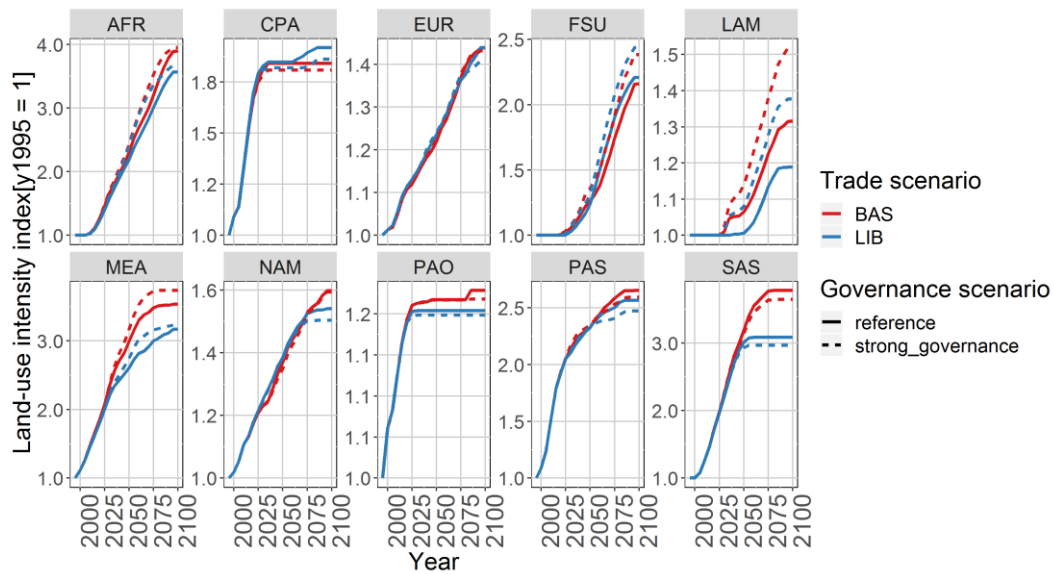 AFR CPA EUR FSU LAM
4.0
3.0
2.0
1.0
1.8
1.5
1.2
1.0
1.4
1.3
1.2
1.1
1.0
2.5
2.0
1.5
1.0
1.5
1.4
1.3
1.2
1.1
1.0
MEA NAM PAO PAS SAS
3.0
2.0
1.0
1.6
1.4
1.2
1.0
1.2
1.1
1.1
1.0
2.5
2.0
1.5
1.0
3.0
2.0
1.0
2000 2025 2050 2075 2100
2000 2025 2050 2075 2100
2000 2025 2050 2075 2100
2000 2025 2050 2075 2100
2000 2025 2050 2075 2100
Year
Land-use intensity index[y1995 = 1]
Trade scenario
BAS
LIB
Governance scenario
reference
strong_governance